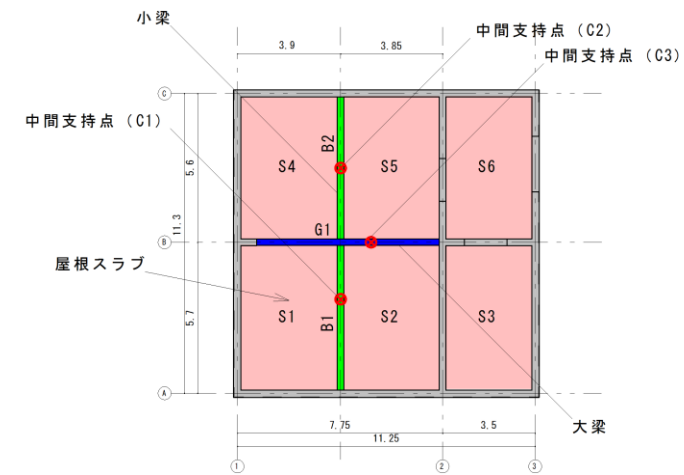 小梁
中間支持点（C2）
中間支持点（C3）
3.9
3.85
C
中間支持点（C1）
B2
S4
S5
S6
5.6
11.3
G1
B
屋根スラブ
5.7
S1
B1
S2
S3
A
7.75
3.5
大梁
11.25
1
2
3